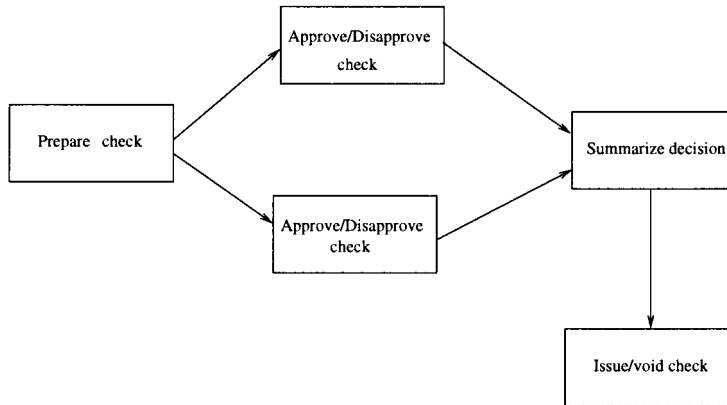 Approve/Disapprove
check
Prepare check
Summarize decision
Approve/Disapprove
check
Issue/void check